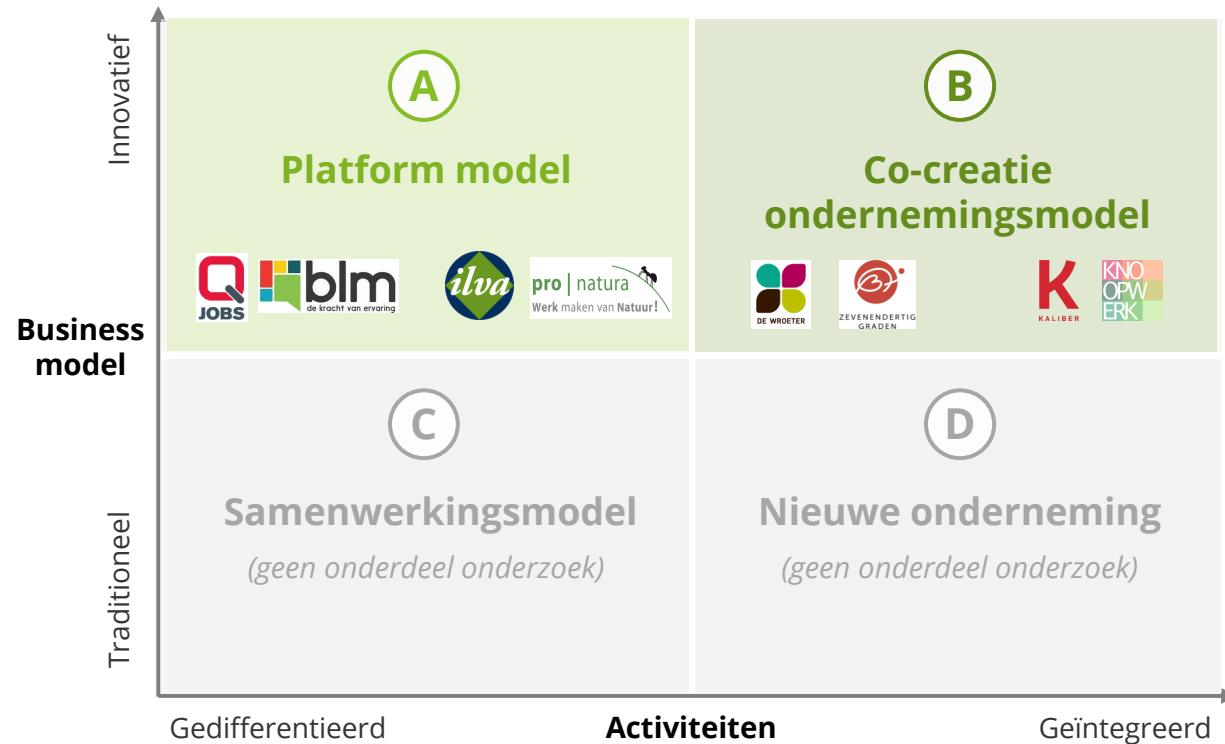 Innovatief
Business
model
Traditioneel
A
Platform model
Q
JOBS
blm
de kracht van ervaring
ilva
pro | natura
Werk maken van Natuur!
B
Co-creatie
ondernemingsmodel
DE WROETER
ZEVENENDERTIG
GRADEN
K
KALIBER
KNO
OPW
ERK
C
Samenwerkingsmodel
(geen onderdeel onderzoek)
D
Nieuwe onderneming
(geen onderdeel onderzoek)
Gedifferentieerd
Activiteiten
Geïntegreerd